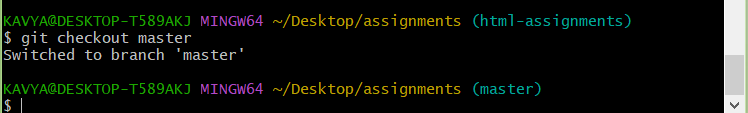 KAVYA@DESKTOP-T589AKJ MINGW64 ~/Desktop/assignments (html-assignments)
$ git checkout master
Switched to branch 'master'
KAVYA@DESKTOP-T589AKJ MINGW64 ~/Desktop/assignments (master)
$